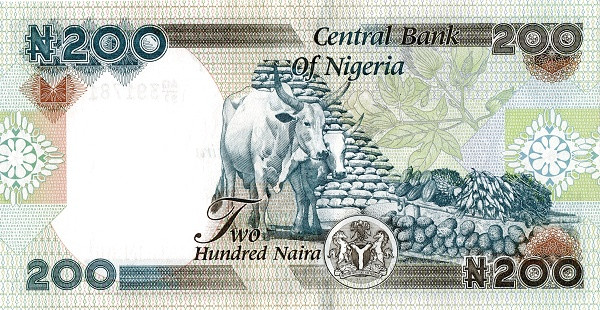 ₦200
Central Bank
Of Nigeria
200
Two
Hundred Naira
200
₦200